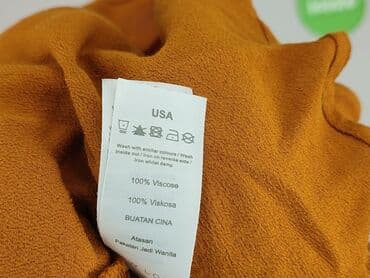 USA
Wash with similar colours / Wash
inside out / Iron on reverse side /
Iron whilst damp
100% Viscose
100% Viskosa
BUATAN CINA
Atasan
Pakaian Jadi Wanita